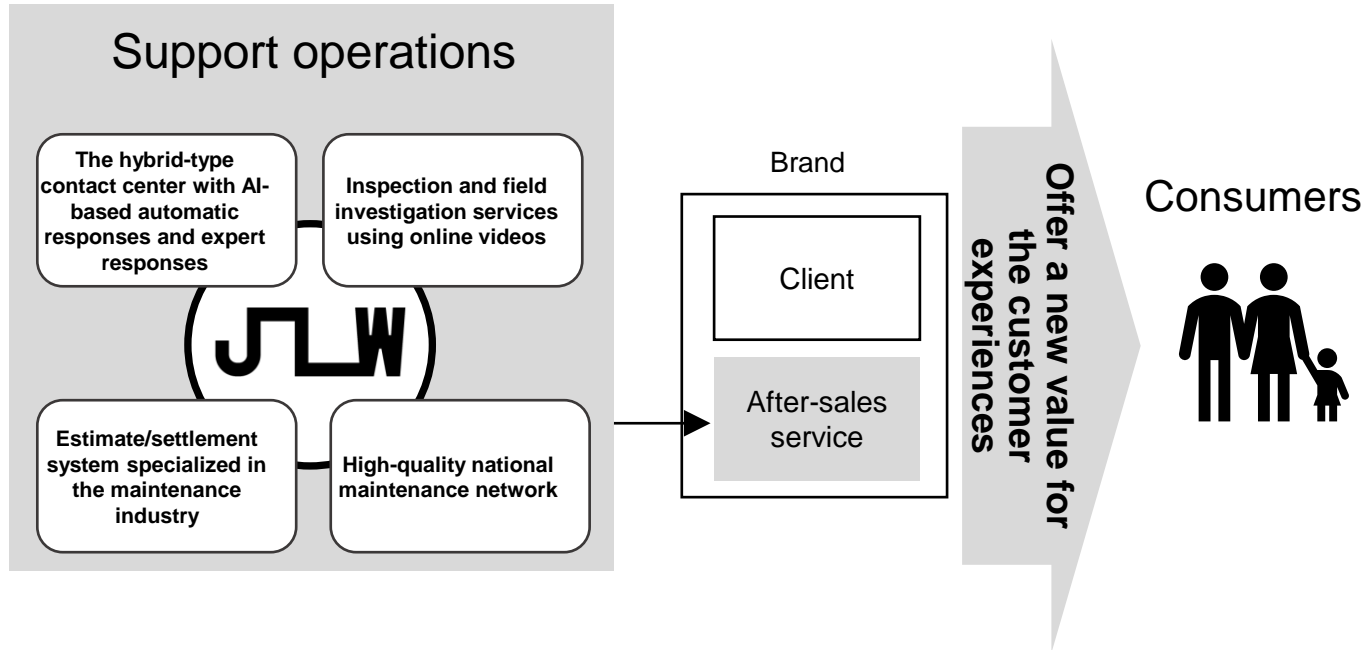 Support operations
The hybrid-type
contact center with AI-
based automatic
responses and expert
responses
Inspection and field
investigation services
using online videos
JLW
Estimate/settlement
system specialized in
the maintenance
industry
High-quality national
maintenance network
Brand
Client
After-sales
service
Offer a new value for
the customer
experiences
Consumers